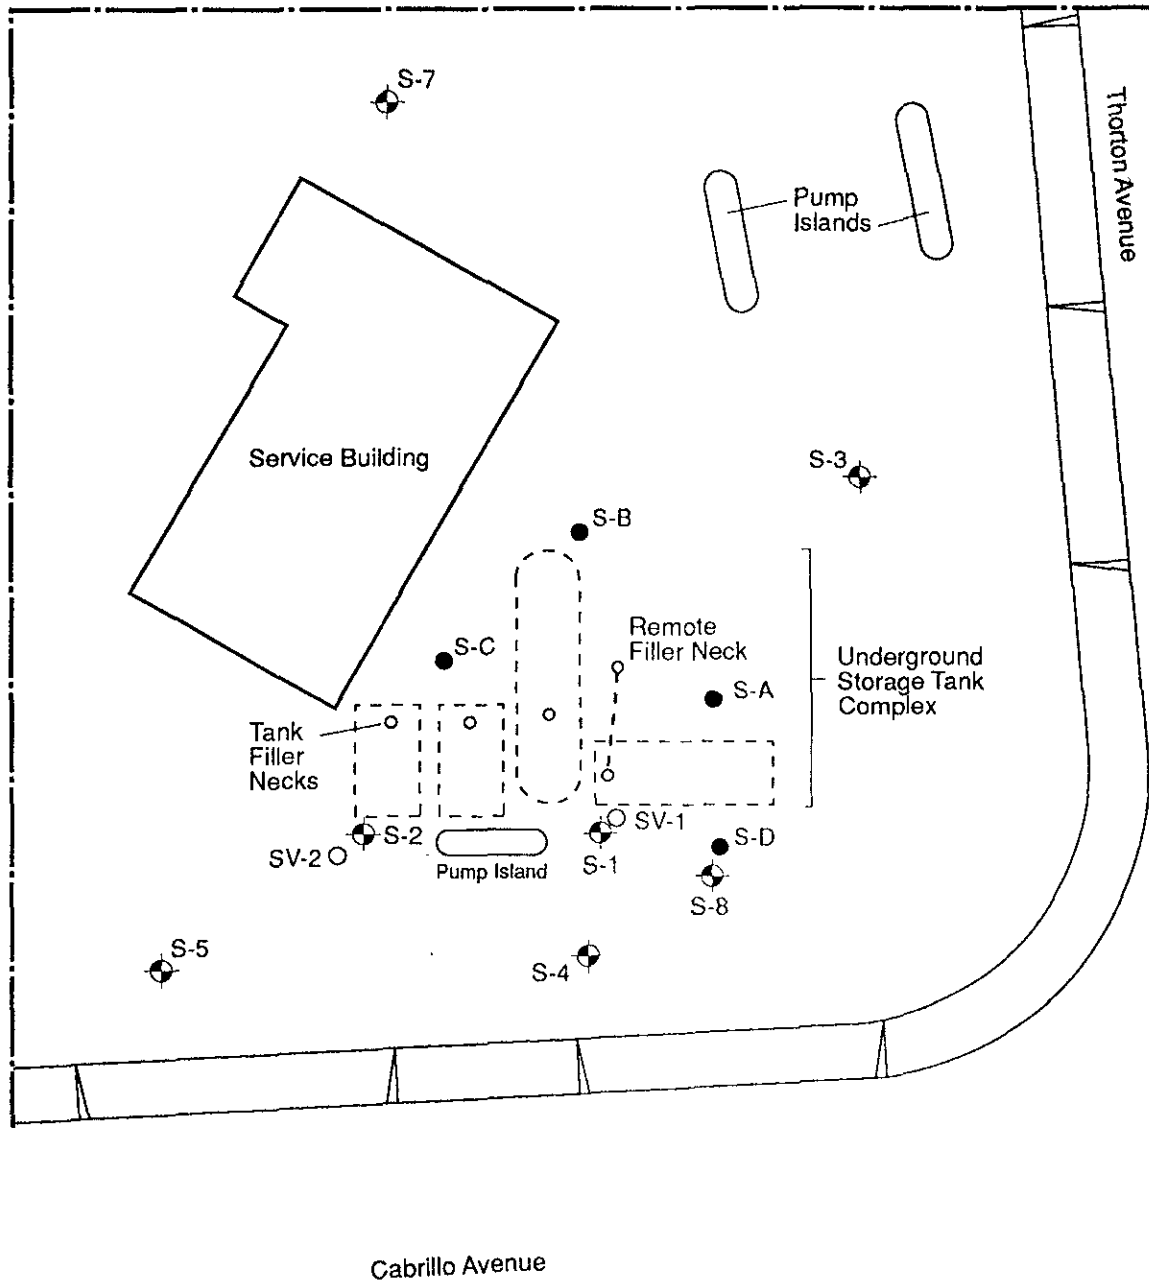 S-7
Thorton Avenue
Pump
Islands
Service Building
S-3
S-B
Remote
Filler Neck
S-C
Underground
Storage Tank
Complex
S-A
Tank
Filler
Necks
SV-1
S-2
S-D
SV-2
S-1
Pump Island
S-8
S-5
S-4
Cabrillo Avenue